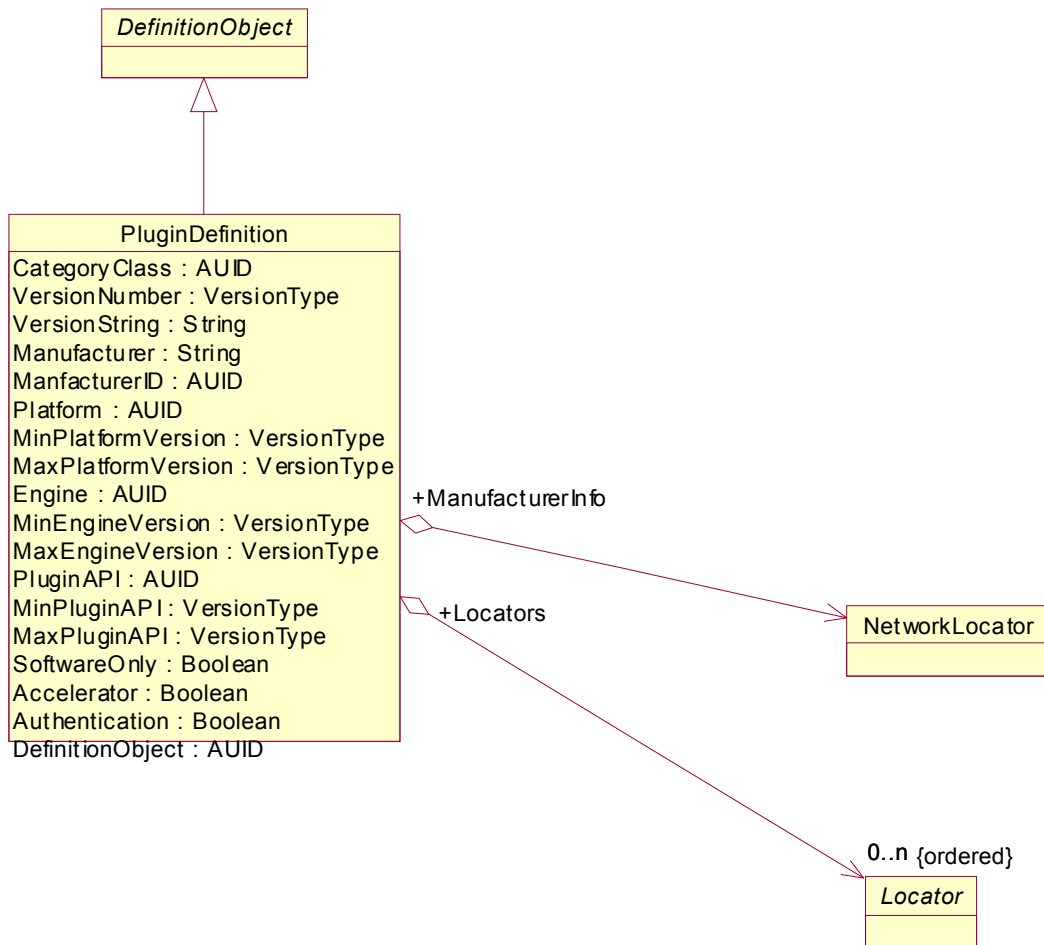 DefinitionObject
PluginDefinition
CategoryClass : AUID
VersionNumber : VersionType
VersionString : String
Manufacturer : String
ManfacturerID : AUID
Platform : AUID
MinPlatformVersion : VersionType
MaxPlatformVersion : VersionType
Engine : AUID
MinEngineVersion : VersionType
MaxEngineVersion : VersionType
PluginAPI : AUID
MinPluginAPI : VersionType
MaxPluginAPI : VersionType
SoftwareOnly : Boolean
Accelerator : Boolean
Authentication : Boolean
DefinitionObject : AUID
+ManufacturerInfo
+Locators
NetworkLocator
0..n {ordered}
Locator